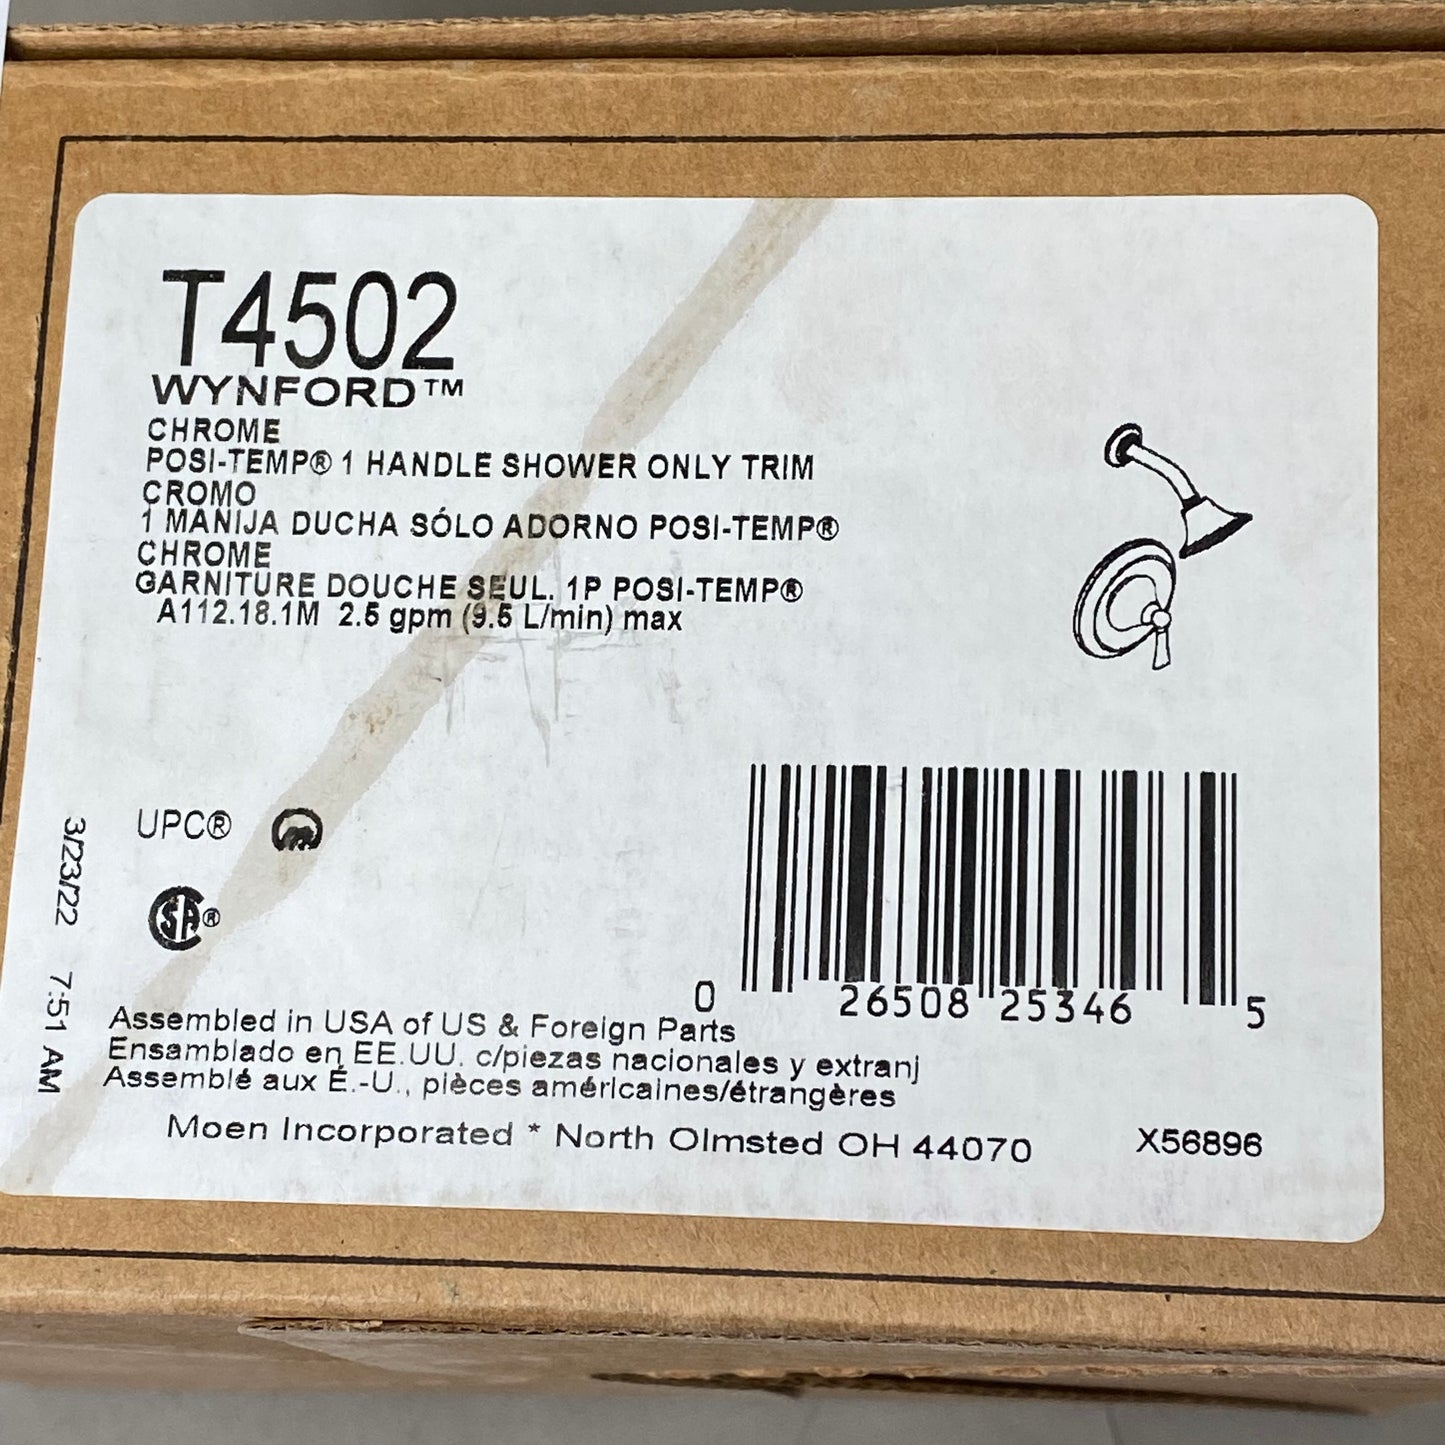 T4502
WYNFORD™
CHROME
POSI-TEMP® 1 HANDLE SHOWER ONLY TRIM
CROMO
1 MANIJA DUCHA SÓLO ADORNO POSI-TEMP®
CHROME
GARNITURE DOUCHE SEUL. 1P POSI-TEMP®
A112.18.1M 2.5 gpm (9.5 L/min) max
UPC®
CSA®
3/23/22 7:51 AM
0 26508 25346 5
Assembled in USA of US & Foreign Parts
Ensamblado en EE.UU. c/piezas nacionales y extranj
Assemblé aux É.-U., pièces américaines/étrangères
Moen Incorporated * North Olmsted OH 44070
X56896